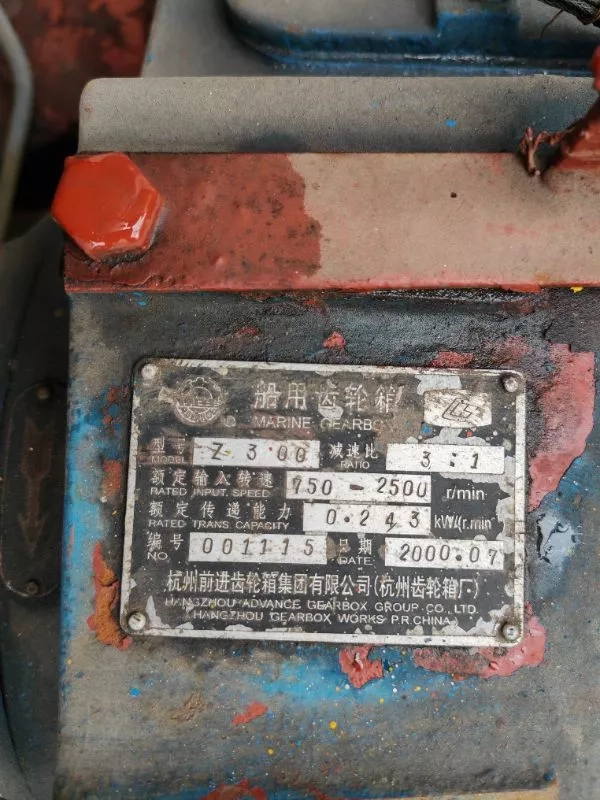 船用齿轮箱
MARINE GEARBO
型号 Z 300 减速比 3:1
MODEL RATIO
额定输入转速 750-2500 r/min
RATED INPUT SPEED
额定传递能力 0.243 kW/(r.min
RATED TRANS. CAPACITY
编号 001115 日期 2000.07
NO. DATE
杭州前进齿轮箱集团有限公司(杭州齿轮箱厂)
HANGZHOU ADVANCE GEARBOX GROUP CO., LTD.
(HANGZHOU GEARBOX WORKS P.R.CHINA)